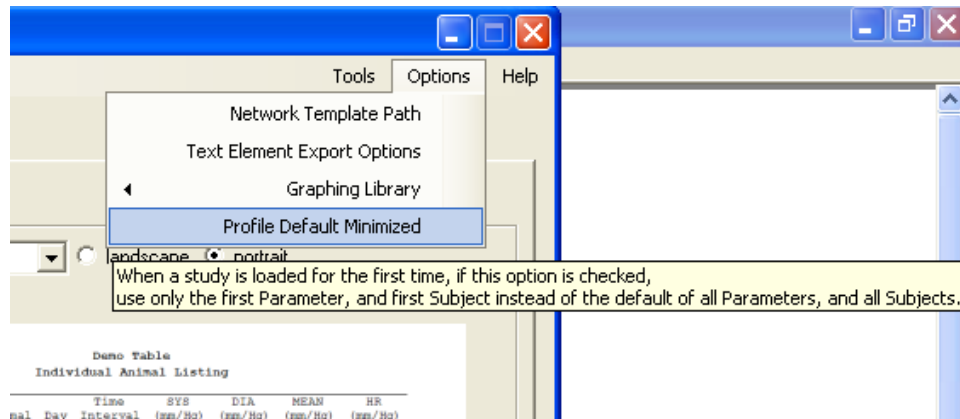 Tools Options Help
Network Template Path
Text Element Export Options
Graphing Library
Profile Default Minimized
landscape portrait
When a study is loaded for the first time, if this option is checked,
use only the first Parameter, and first Subject instead of the default of all Parameters, and all Subjects.
Demo Table
Individual Animal Listing
Time SYS DIA MEAN HR
Day Interval (mm/Hg) (mm/Hg) (mm/Hg) (mm/Hg)